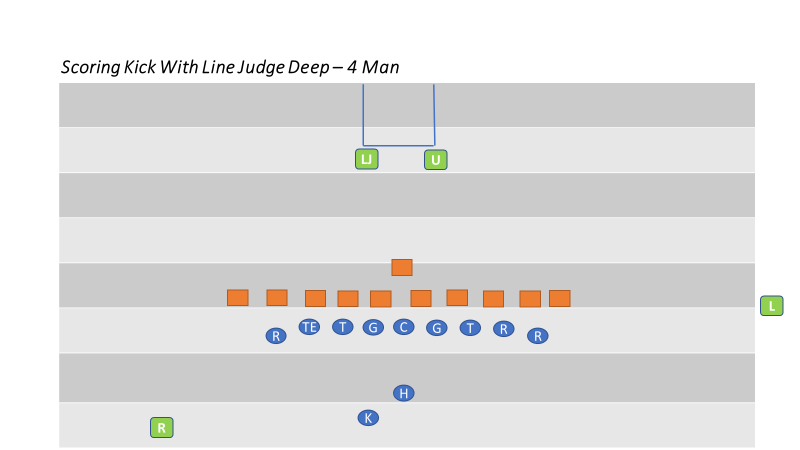 Scoring Kick With Line Judge Deep – 4 Man
LJ U
L
R TE T G C G T R R
H
K
R